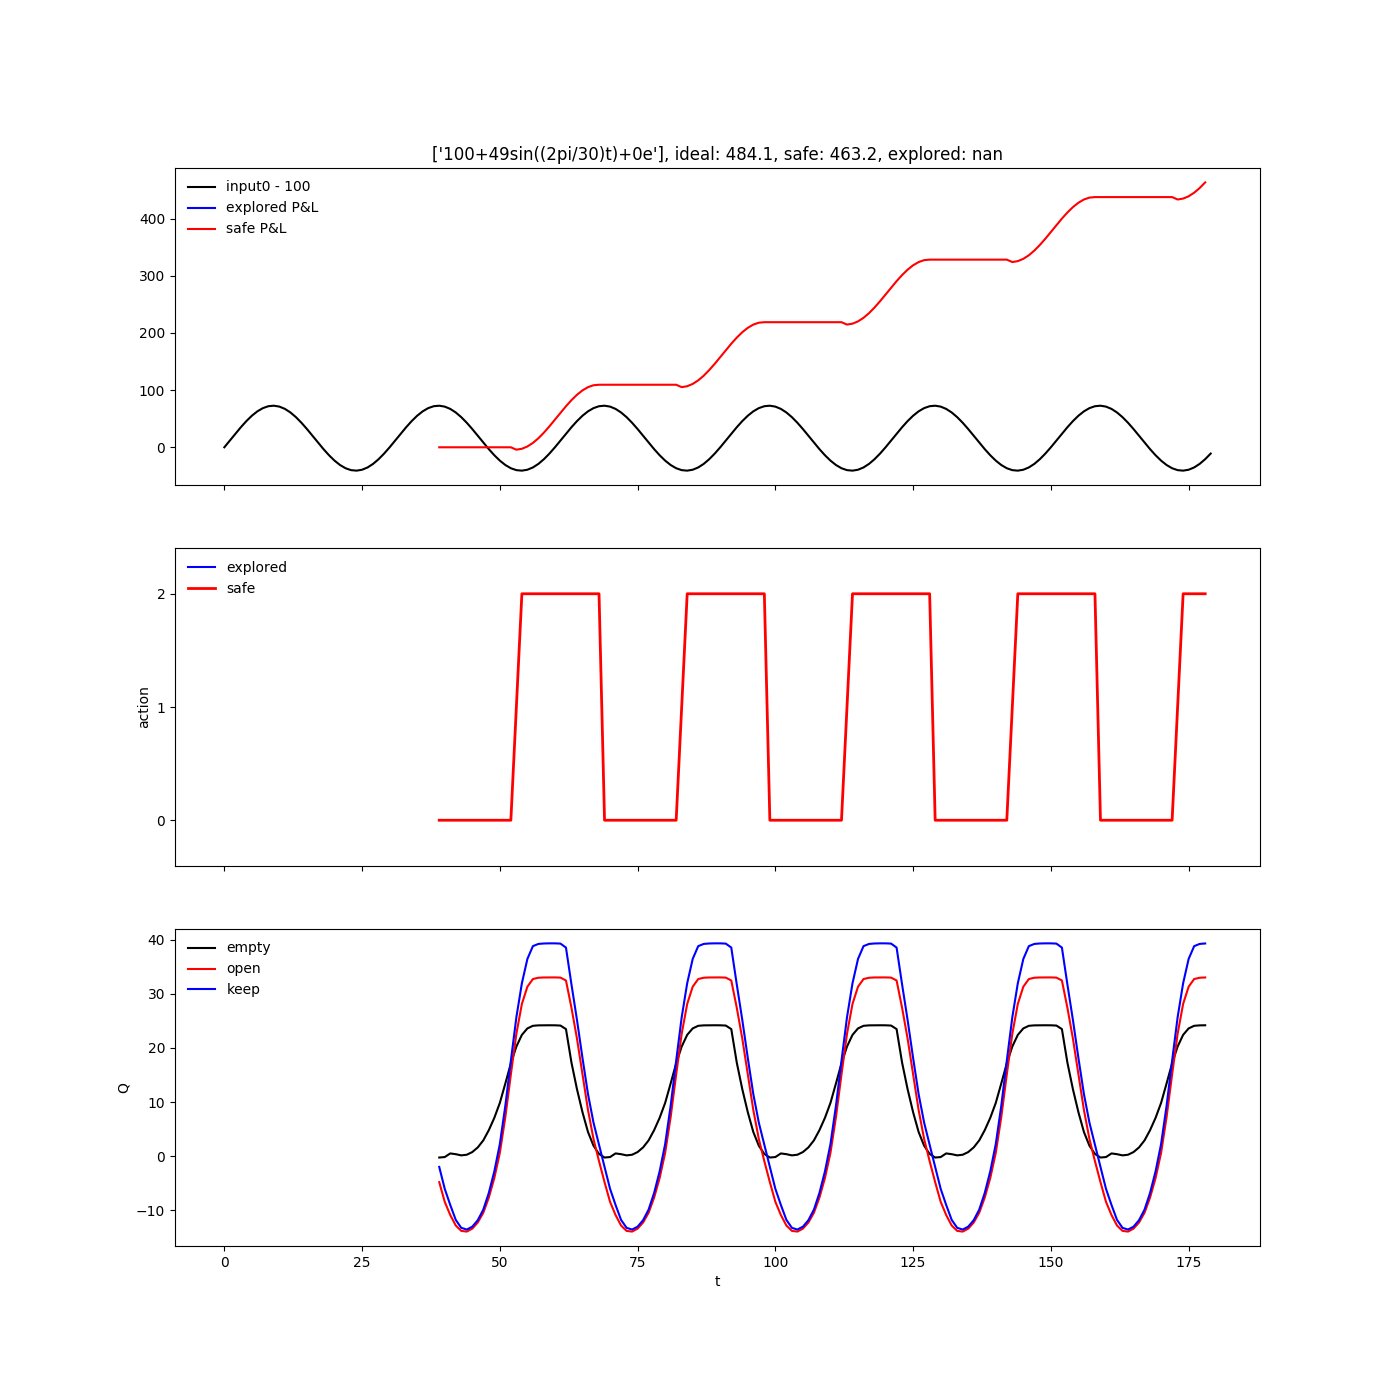 ['100+49sin((2pi/30)t)+0e'], ideal: 484.1, safe: 463.2, explored: nan
input0 - 100
explored P&L
safe P&L
400
300
200
100
0
explored
safe
2
1
0
action
empty
open
keep
40
30
20
10
0
−10
Q
0 25 50 75 100 125 150 175
t